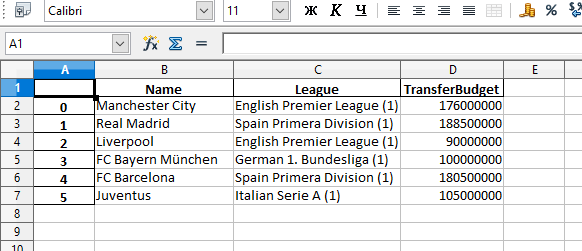 Calibri 11 Ж К Ч %
A1
A B C D E F
1 Name League TransferBudget
2 0 Manchester City English Premier League (1) 176000000
3 1 Real Madrid Spain Primera Division (1) 188500000
4 2 Liverpool English Premier League (1) 90000000
5 3 FC Bayern München German 1. Bundesliga (1) 100000000
6 4 FC Barcelona Spain Primera Division (1) 180500000
7 5 Juventus Italian Serie A (1) 105000000
8
9
10